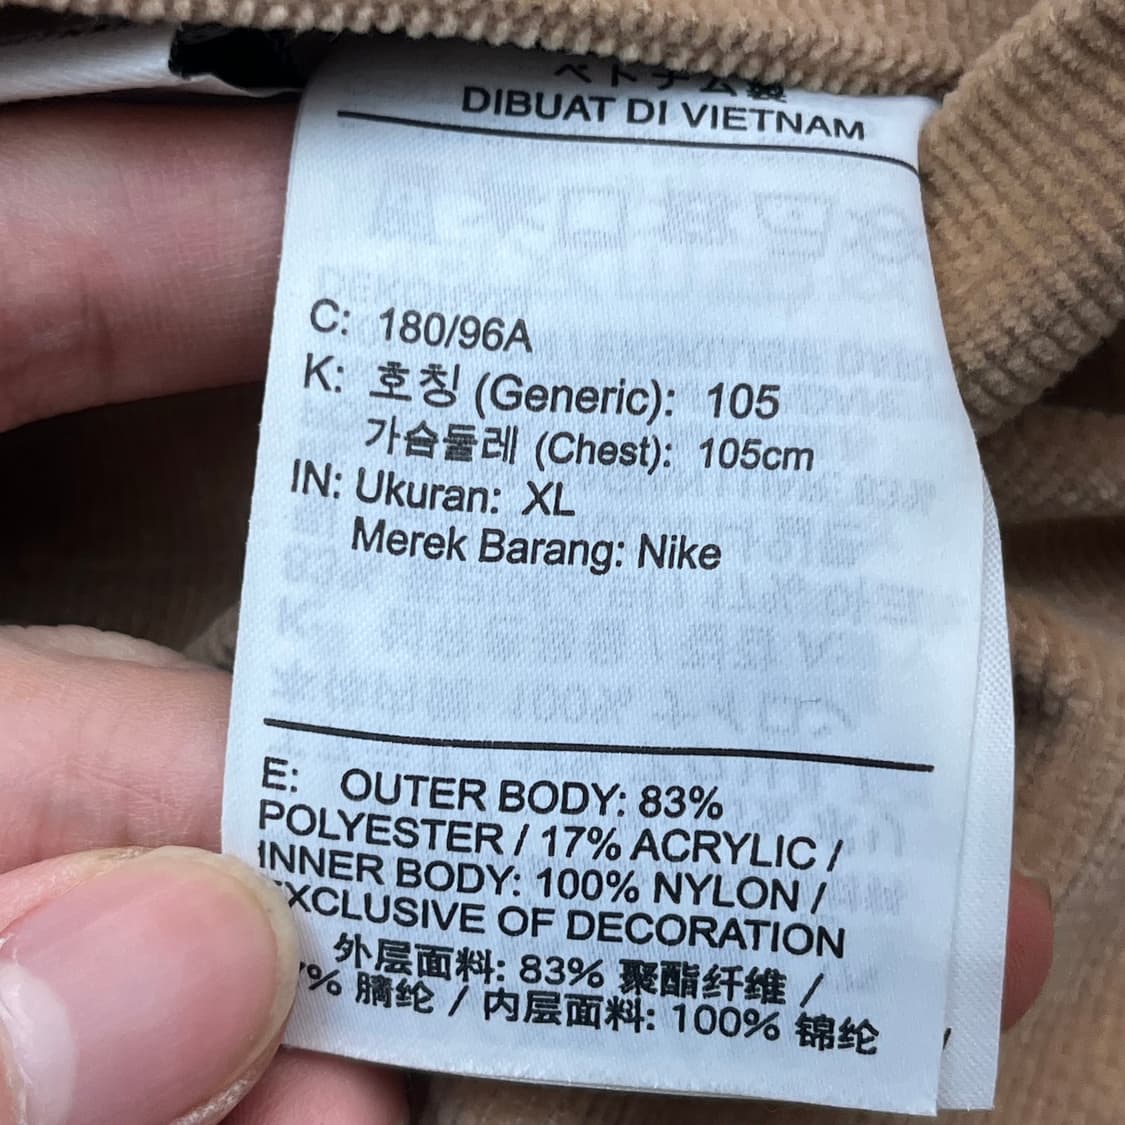 ベトナム製
DIBUAT DI VIETNAM
C: 180/96A
K: 호칭 (Generic): 105
가슴둘레 (Chest): 105cm
IN: Ukuran: XL
Merek Barang: Nike
E: OUTER BODY: 83%
POLYESTER / 17% ACRYLIC /
INNER BODY: 100% NYLON /
EXCLUSIVE OF DECORATION
外层面料: 83% 聚酯纤维 /
% 腈纶 / 内层面料: 100% 锦纶